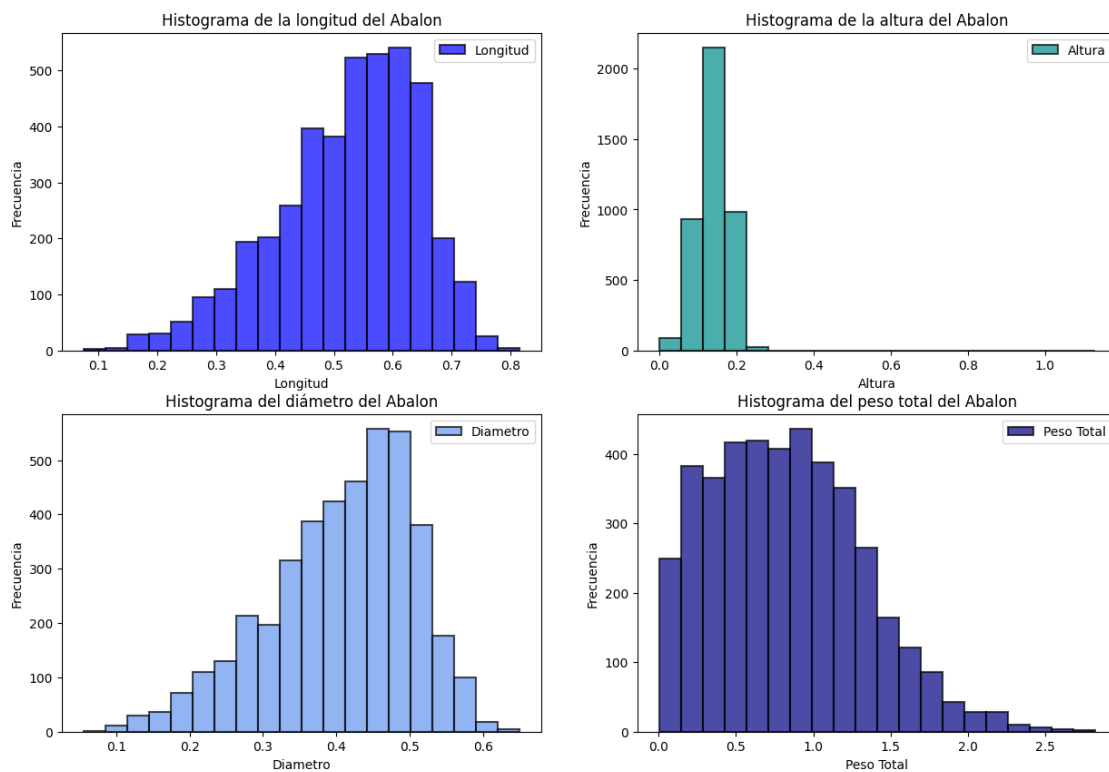 Histograma de la longitud del Abalon
Longitud
Frecuencia
500
400
300
200
100
0
0.1 0.2 0.3 0.4 0.5 0.6 0.7 0.8
Longitud
Histograma de la altura del Abalon
Altura
Frecuencia
2000
1500
1000
500
0
0.0 0.2 0.4 0.6 0.8 1.0
Altura
Histograma del diámetro del Abalon
Diametro
Frecuencia
500
400
300
200
100
0
0.1 0.2 0.3 0.4 0.5 0.6
Diametro
Histograma del peso total del Abalon
Peso Total
Frecuencia
400
300
200
100
0
0.0 0.5 1.0 1.5 2.0 2.5
Peso Total